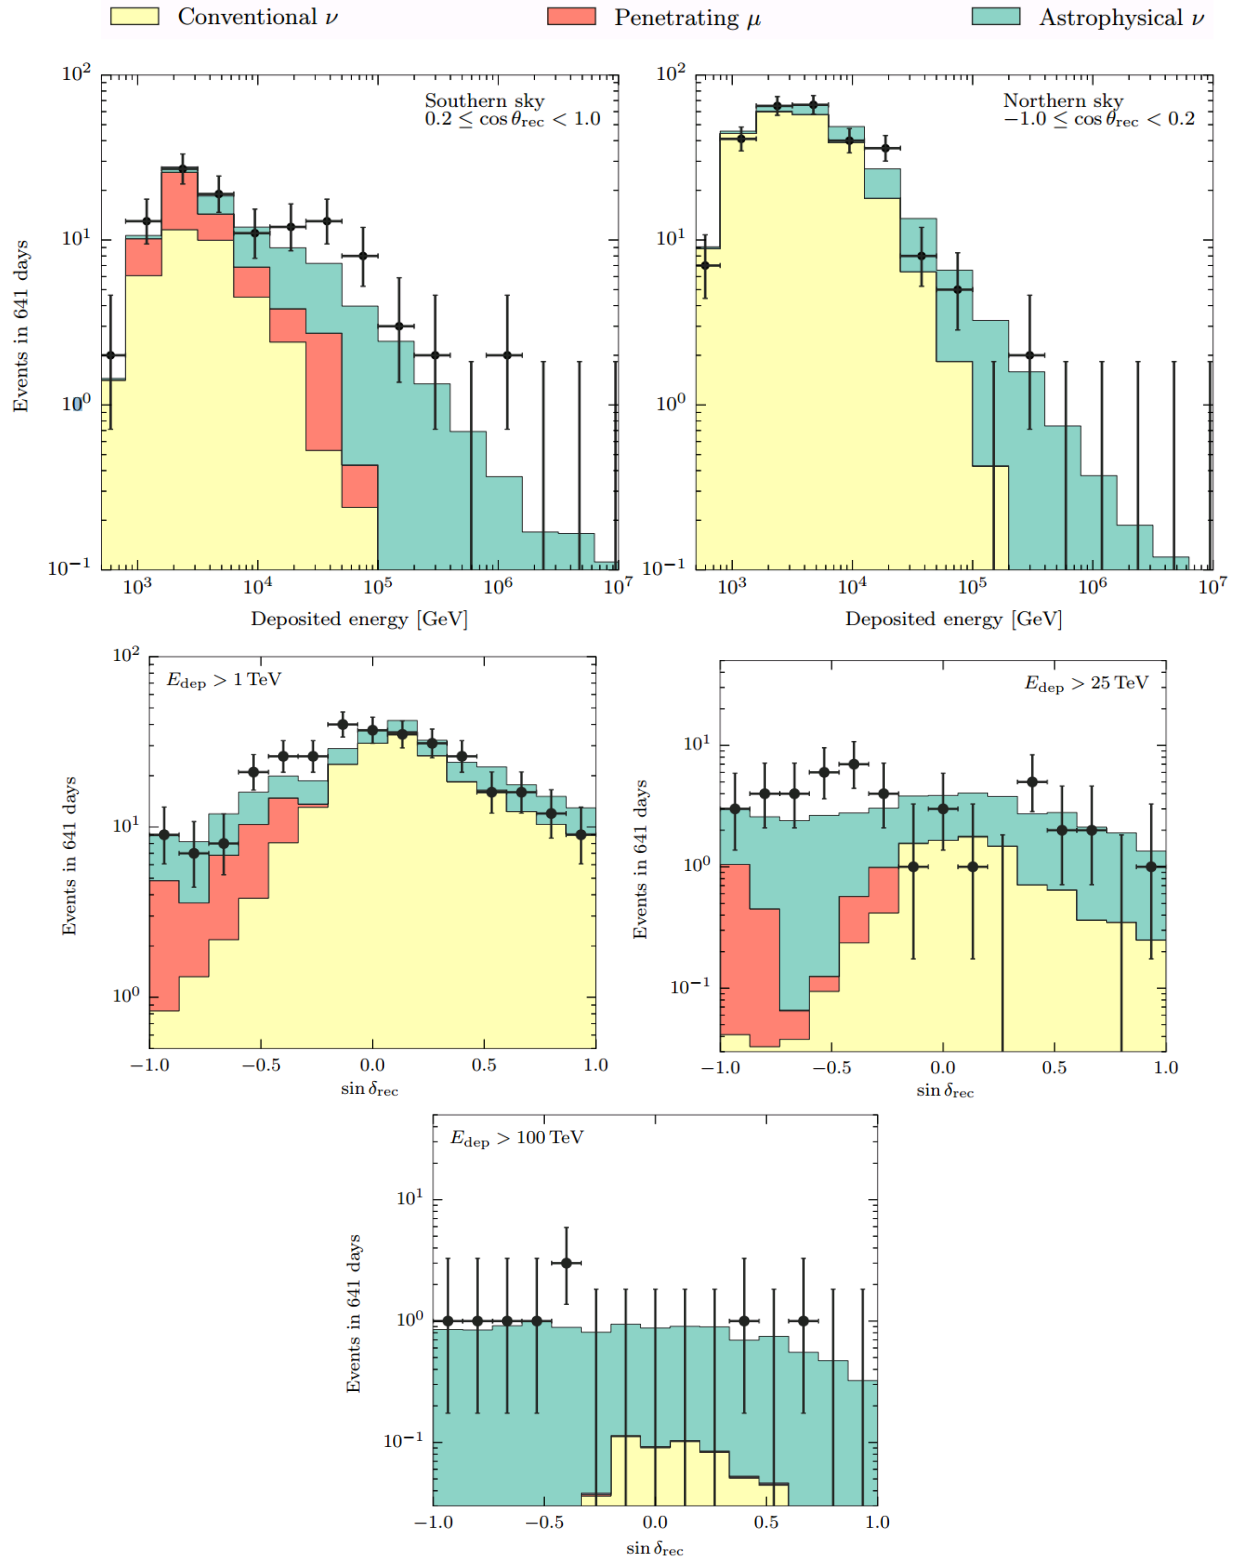 Conventional ν Penetrating μ Astrophysical ν
Southern sky
0.2 ≤ cos θrec < 1.0
10² 10¹ 10⁰ 10⁻¹
Events in 641 days
10³ 10⁴ 10⁵ 10⁶ 10⁷
Deposited energy [GeV]
Northern sky
−1.0 ≤ cos θrec < 0.2
10² 10¹ 10⁰ 10⁻¹
10³ 10⁴ 10⁵ 10⁶ 10⁷
Deposited energy [GeV]
Edep > 1 TeV
10² 10¹ 10⁰
Events in 641 days
−1.0 −0.5 0.0 0.5 1.0
sin δrec
Edep > 25 TeV
10¹ 10⁰ 10⁻¹
Events in 641 days
−1.0 −0.5 0.0 0.5 1.0
sin δrec
Edep > 100 TeV
10¹ 10⁰ 10⁻¹
Events in 641 days
−1.0 −0.5 0.0 0.5 1.0
sin δrec